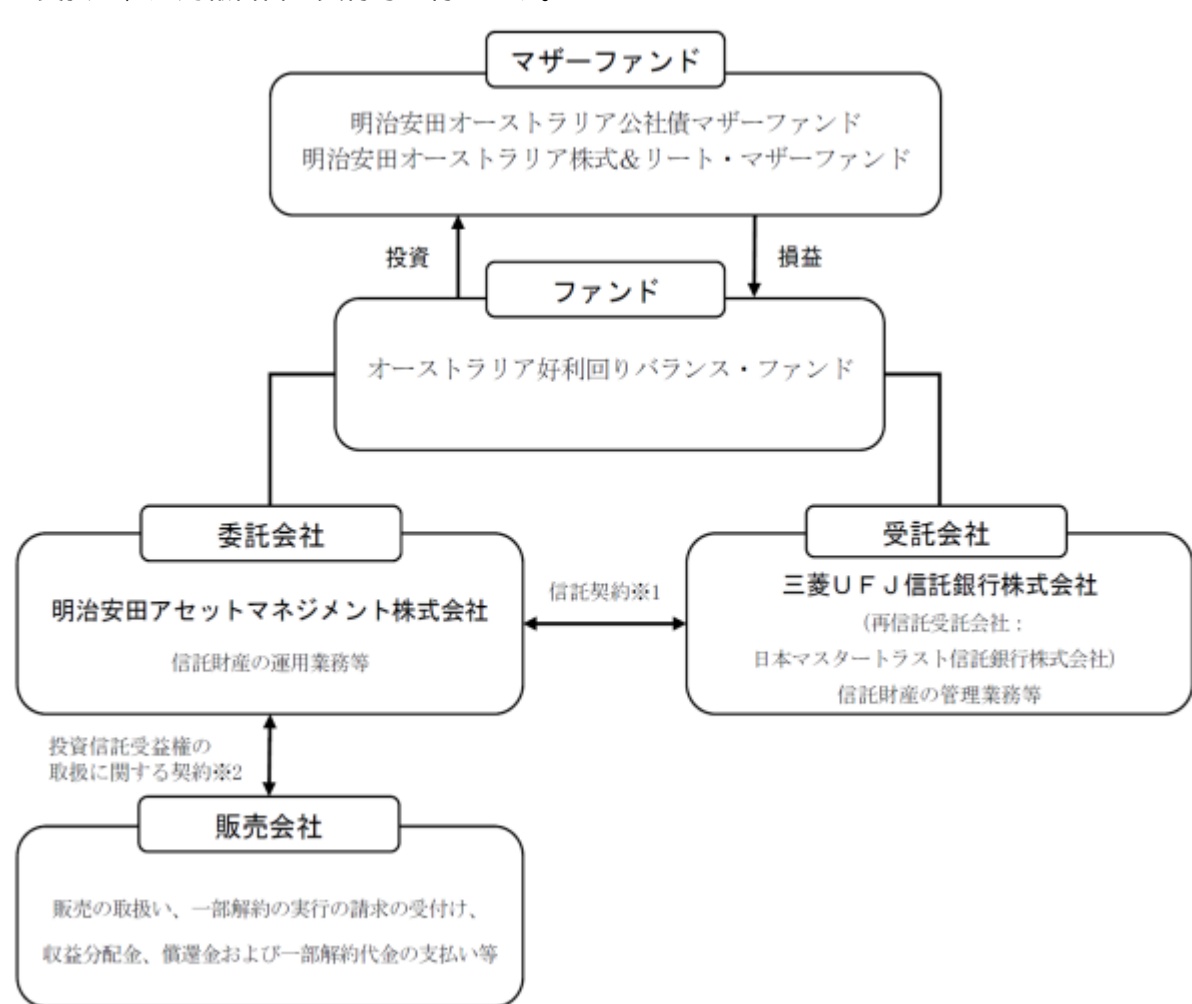 マザーファンド
明治安田オーストラリア公社債マザーファンド
明治安田オーストラリア株式&リート・マザーファンド
投資
損益
ファンド
オーストラリア好利回りバランス・ファンド
委託会社
明治安田アセットマネジメント株式会社
信託財産の運用業務等
信託契約※1
受託会社
三菱UFJ信託銀行株式会社
(再信託受託会社:
日本マスタートラスト信託銀行株式会社)
信託財産の管理業務等
投資信託受益権の
取扱に関する契約※2
販売会社
販売の取扱い、一部解約の実行の請求の受付け、
収益分配金、償還金および一部解約代金の支払い等